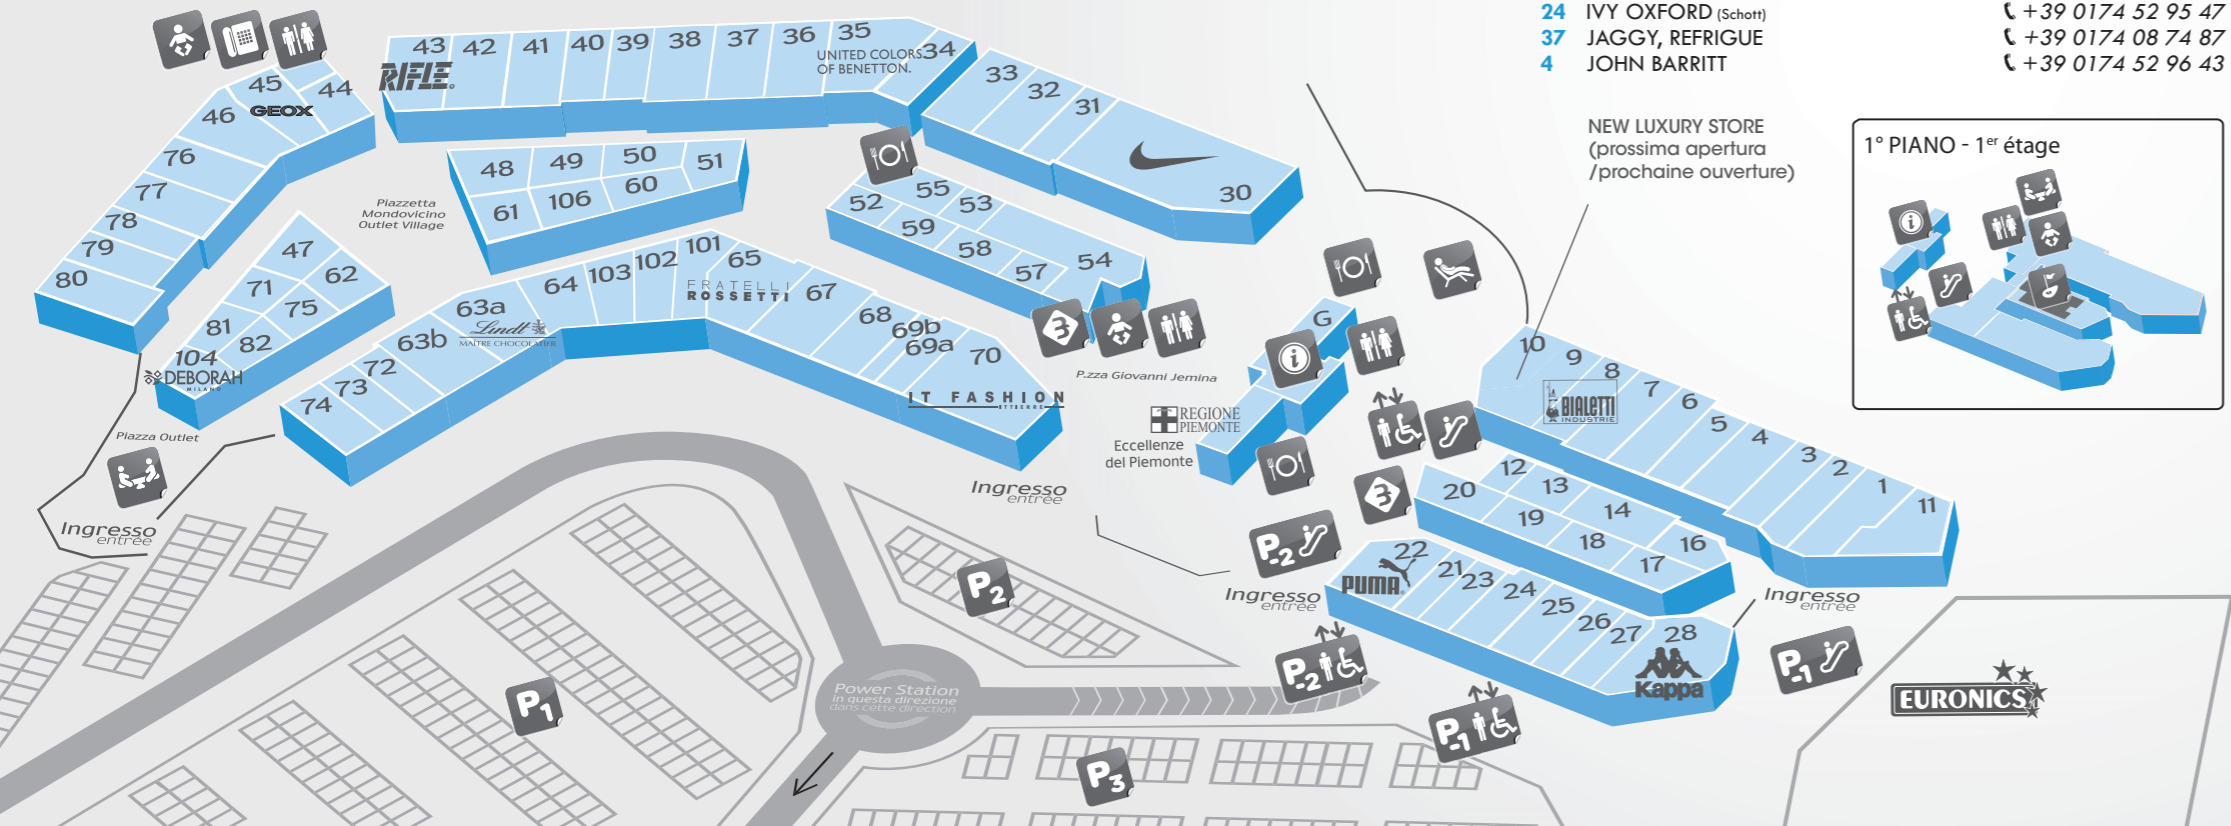 24 IVY OXFORD (Schott) +39 0174 52 95 47
37 JAGGY, REFRIGUE +39 0174 08 74 87
4 JOHN BARRITT +39 0174 52 96 43
NEW LUXURY STORE
(prossima apertura
/prochaine ouverture)
1° PIANO - 1er étage
43 42 41 40 39 38 37 36 35 34
RIFLE
UNITED COLORS
OF BENETTON.
33 32 31 30
45 44
GEOX
46
76
77
78
79
80
48 49 50 51
61 106 60
Piazzetta
Mondovicino
Outlet Village
52 55 53
59 58 57 54
47
71 62
81 75
104 82
DEBORAH
MILANO
101
64 103 102 65
63a
Lindt
MAÎTRE CHOCOLATIER
63b
72
73
74
FRATELLI
ROSSETTI
67
68
69b
69a
70
IT FASHION
ITTIERRE
Piazza Outlet
Ingresso
entrée
3
P.zza Giovanni Jemina
REGIONE
PIEMONTE
Eccellenze
del Piemonte
Ingresso
entrée
G
i
3
10 9 8 7 6 5 4 3 2 1 11
BIALETTI
INDUSTRIE
12 13 14 16
20 19 18 17
22 21 23 24 25 26 27 28
PUMA
Kappa
P-2
Ingresso
entrée
P-2
Ingresso
entrée
P-1
P-1
EURONICS
P2
P1
P3
Power Station
in questa direzione
dans cette direction
i